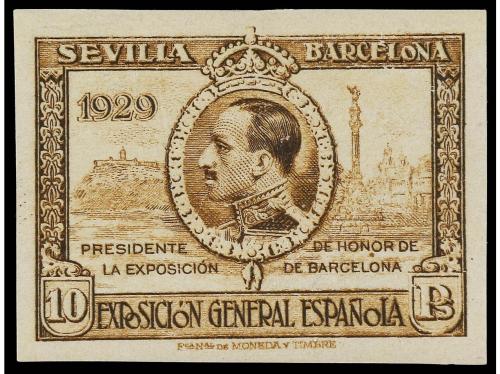 SEVILLA BARCELONA
1929
PRESIDENTE DE HONOR DE
LA EXPOSICIÓN DE BARCELONA
10 EXPOSICIÓN GENERAL ESPAÑOLA PS
Fca Nal DE MONEDA Y TIMBRE